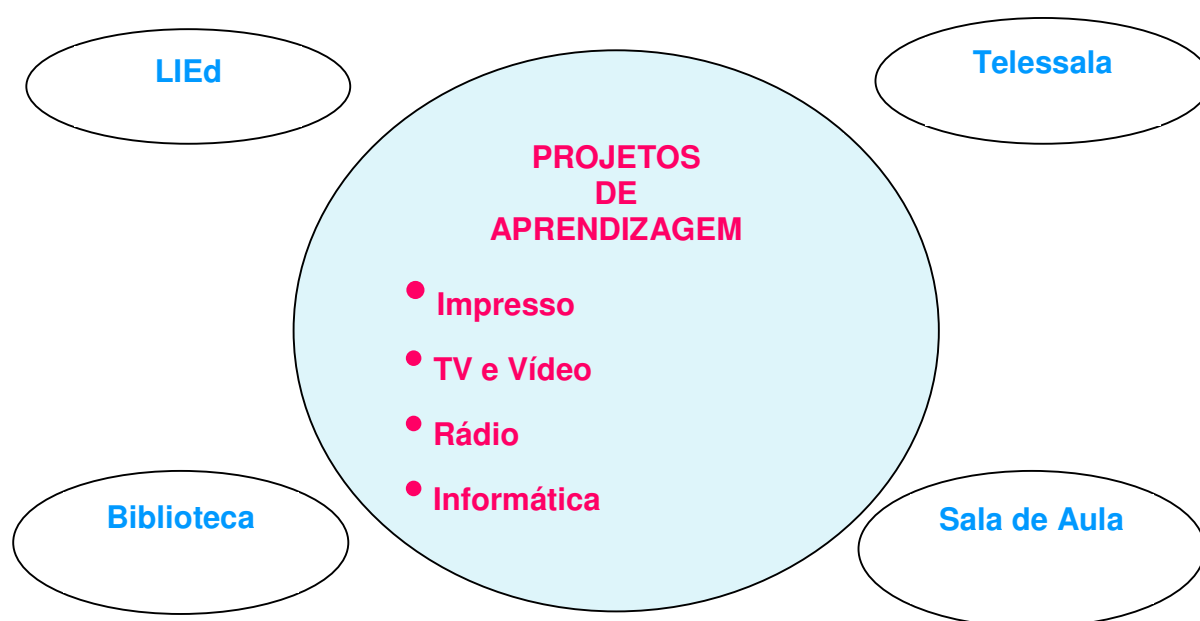 LIEd
Telessala
PROJETOS
DE
APRENDIZAGEM
• Impresso
• TV e Vídeo
• Rádio
• Informática
Biblioteca
Sala de Aula